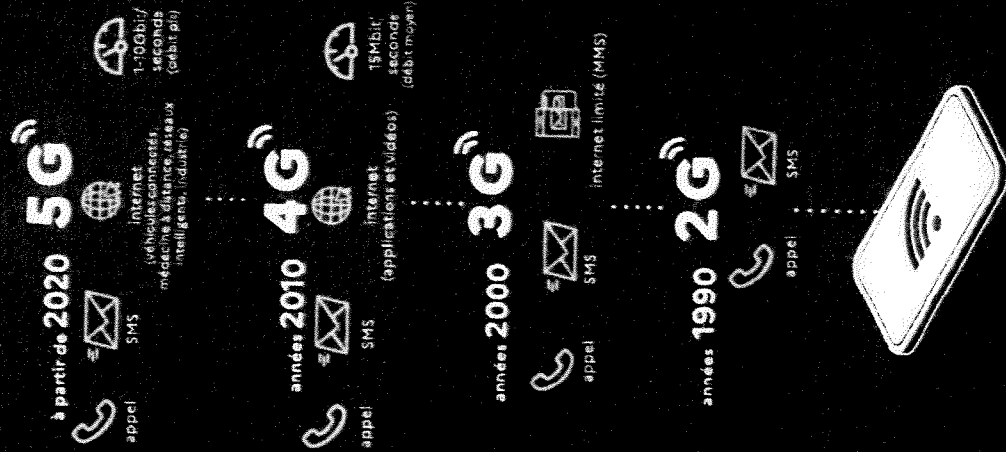 à partir de 2020 5G
appel
SMS
internet
(véhicules connectés,
médecine à distance, réseaux
intelligents, industrie)
1-10Gbit/
seconde
(débit pic)
années 2010 4G
appel
SMS
internet
(applications et vidéos)
15Mbit/
seconde
(débit moyen)
années 2000 3G
appel
SMS
internet limité (MMS)
années 1990 2G
appel
SMS